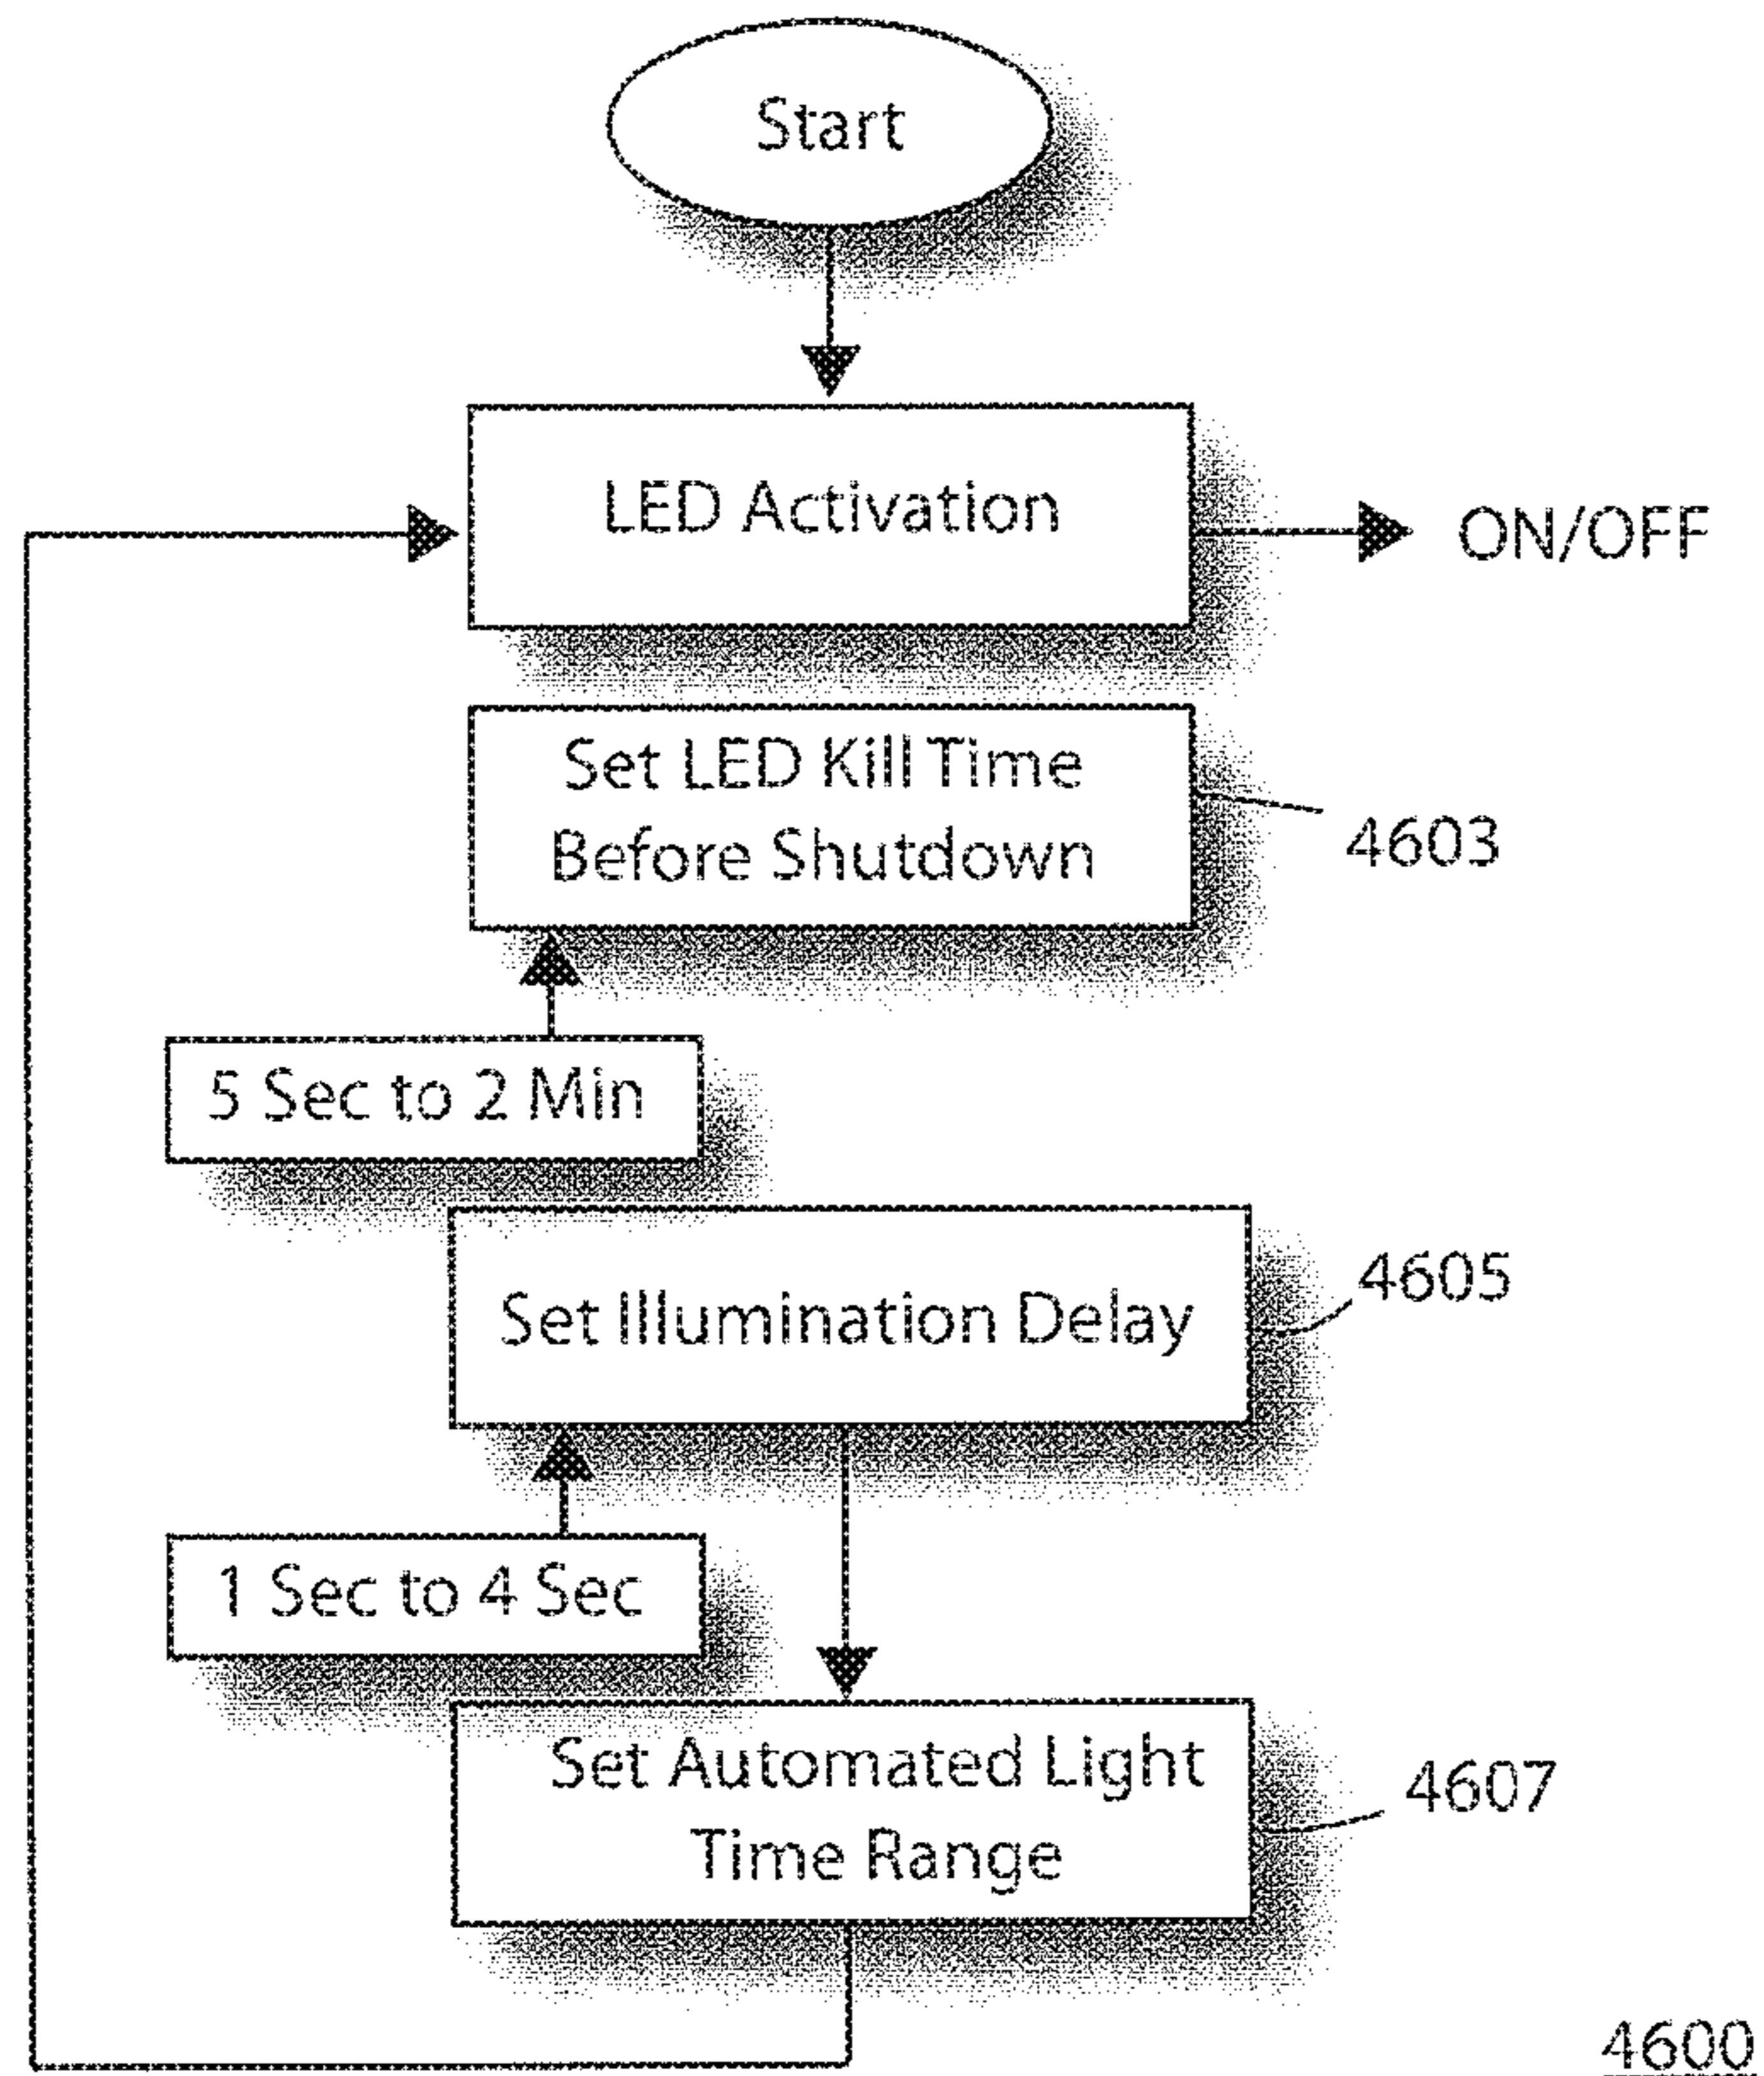 Start
LED Activation
ON/OFF
Set LED Kill Time
Before Shutdown
4603
5 Sec to 2 Min
Set Illumination Delay
4605
1 Sec to 4 Sec
Set Automated Light
Time Range
4607
4600